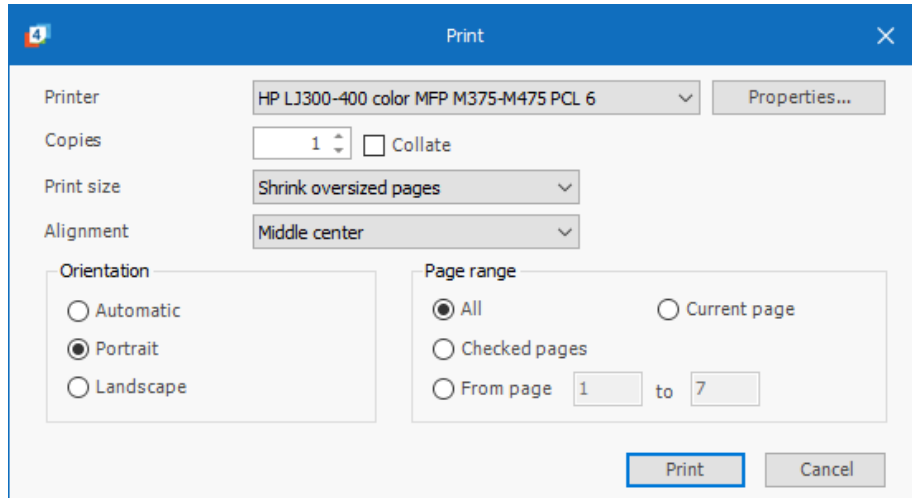 4
Print
Printer
HP LJ300-400 color MFP M375-M475 PCL 6
Properties...
Copies
1
Collate
Print size
Shrink oversized pages
Alignment
Middle center
Orientation
Automatic
Portrait
Landscape
Page range
All
Current page
Checked pages
From page 1 to 7
Print
Cancel